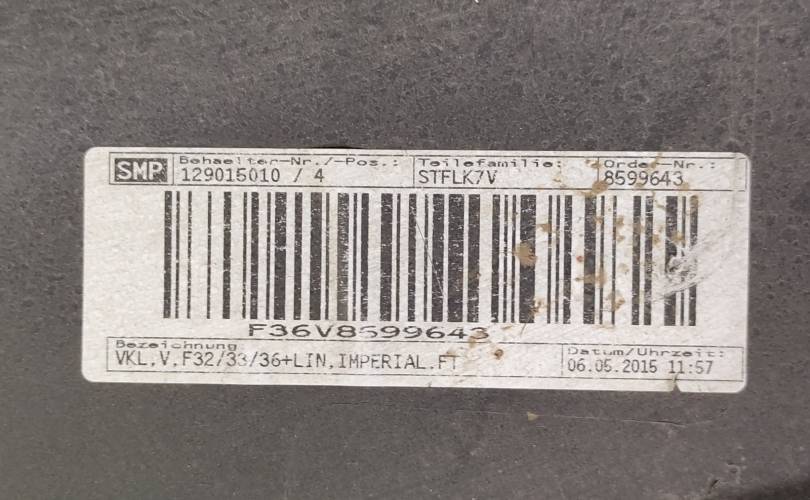 SMP
Behaelter-Nr./-Pos.: Teilefamilie: Order-Nr.:
129015010 / 4 STFLK7V 8599643
F36V8599643
Bezeichnung Datum/Uhrzeit:
VKL,V,F32/33/36+LIN,IMPERIAL.FT 06.05.2015 11:57